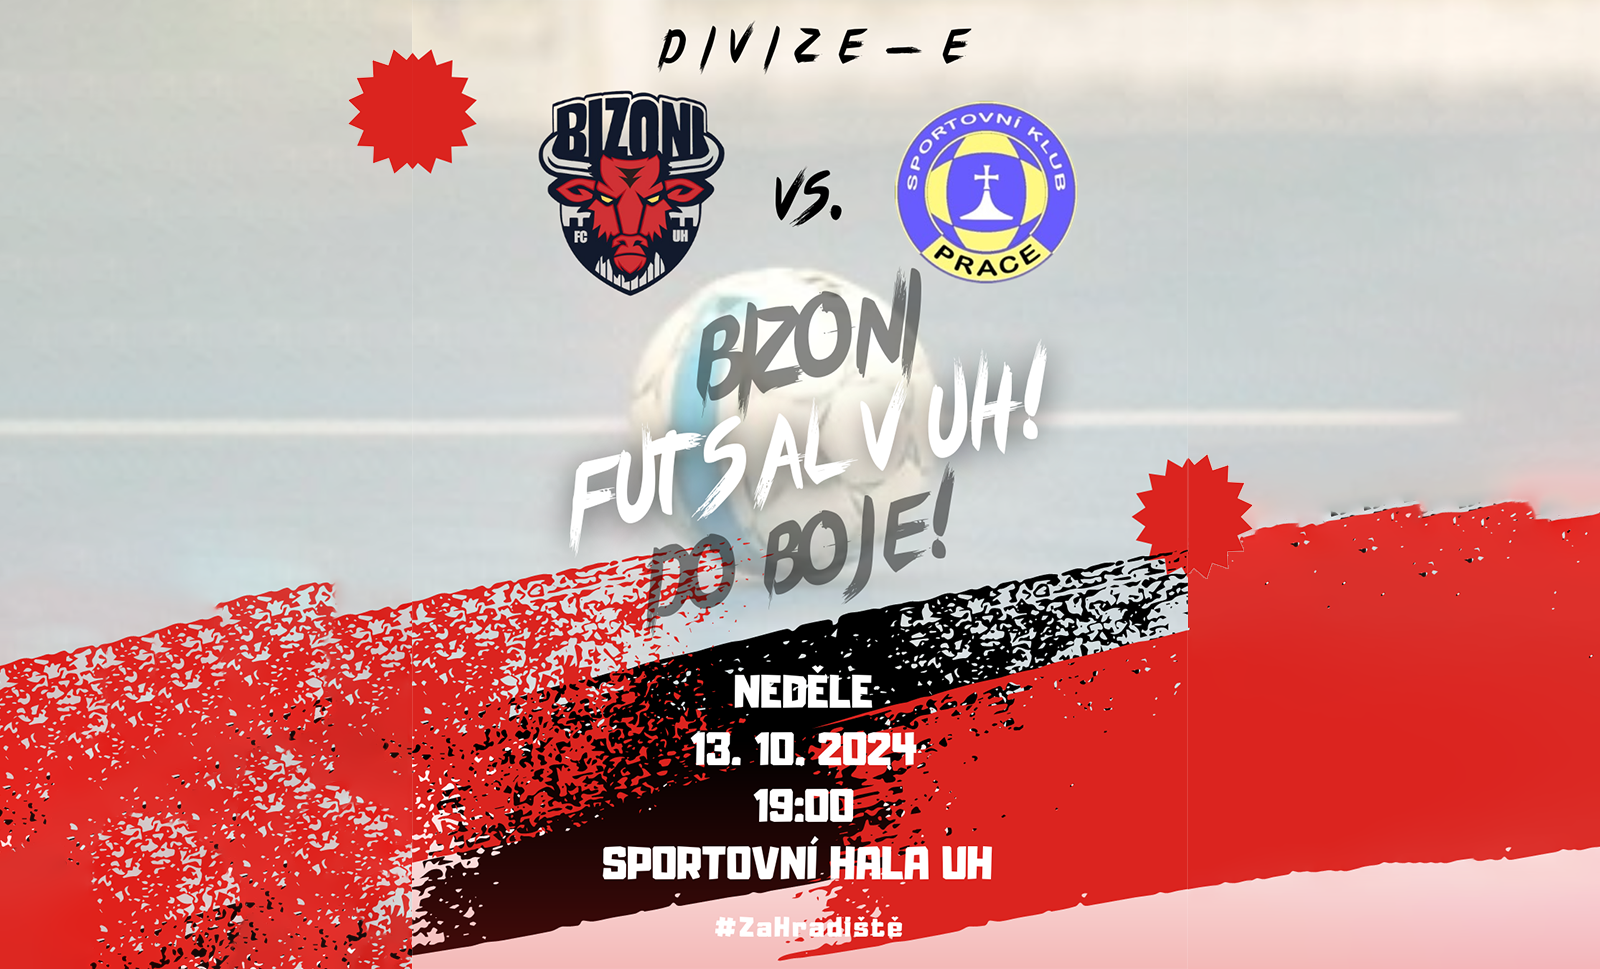 DIVIZE – E
BIZONI
FC UH
VS.
SPORTOVNÍ KLUB
PRACE
BIZONI
FUTSAL V UH!
DO BOJE!
NEDĚLE
13. 10. 2024
19:00
SPORTOVNÍ HALA UH
#ZaHradiště